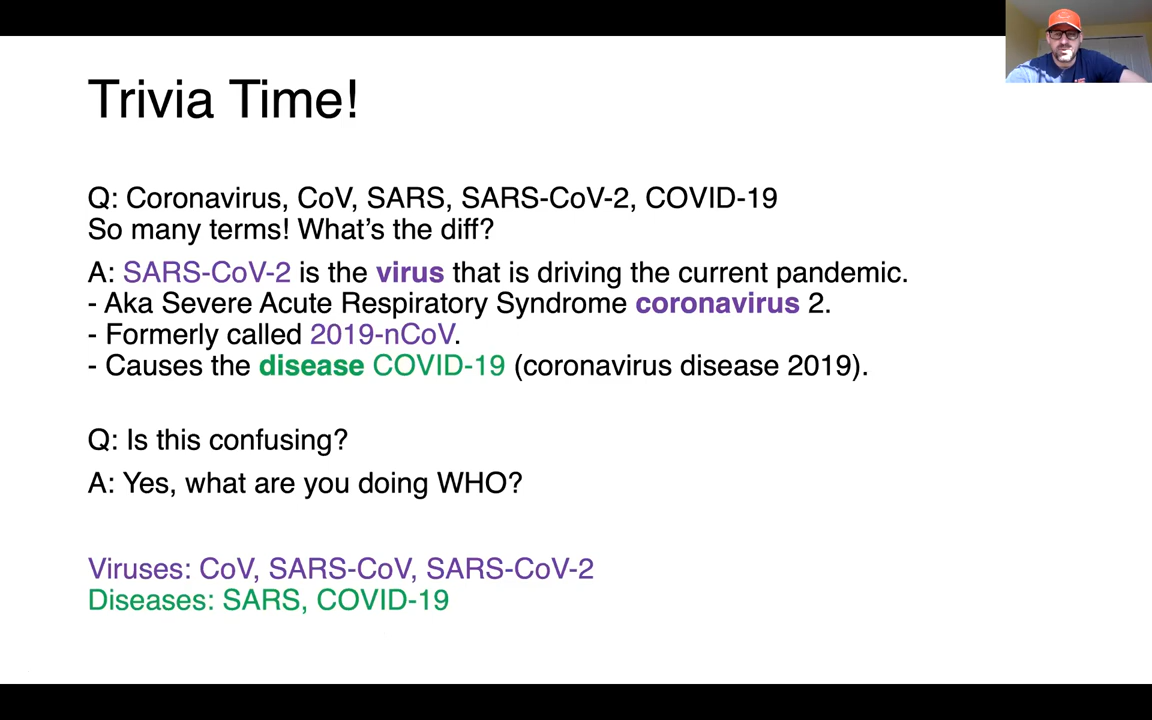 Trivia Time!
Q: Coronavirus, CoV, SARS, SARS-CoV-2, COVID-19
So many terms! What's the diff?
A: SARS-CoV-2 is the virus that is driving the current pandemic.
- Aka Severe Acute Respiratory Syndrome coronavirus 2.
- Formerly called 2019-nCoV.
- Causes the disease COVID-19 (coronavirus disease 2019).
Q: Is this confusing?
A: Yes, what are you doing WHO?
Viruses: CoV, SARS-CoV, SARS-CoV-2
Diseases: SARS, COVID-19